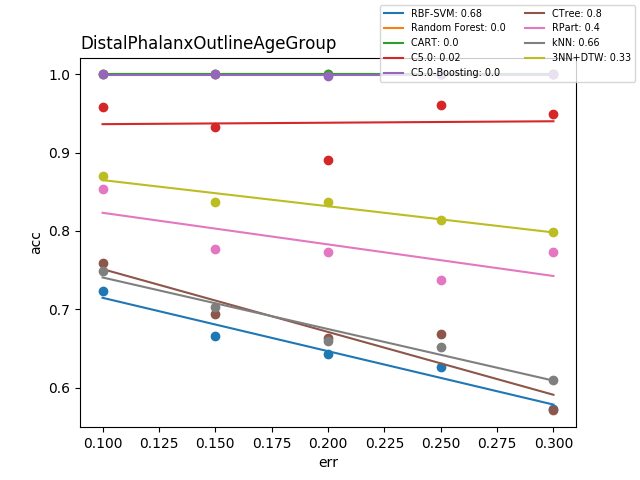 DistalPhalanxOutlineAgeGroup
RBF-SVM: 0.68
Random Forest: 0.0
CART: 0.0
C5.0: 0.02
C5.0-Boosting: 0.0
CTree: 0.8
RPart: 0.4
kNN: 0.66
3NN+DTW: 0.33
1.0
0.9
0.8
0.7
0.6
acc
0.100 0.125 0.150 0.175 0.200 0.225 0.250 0.275 0.300
err